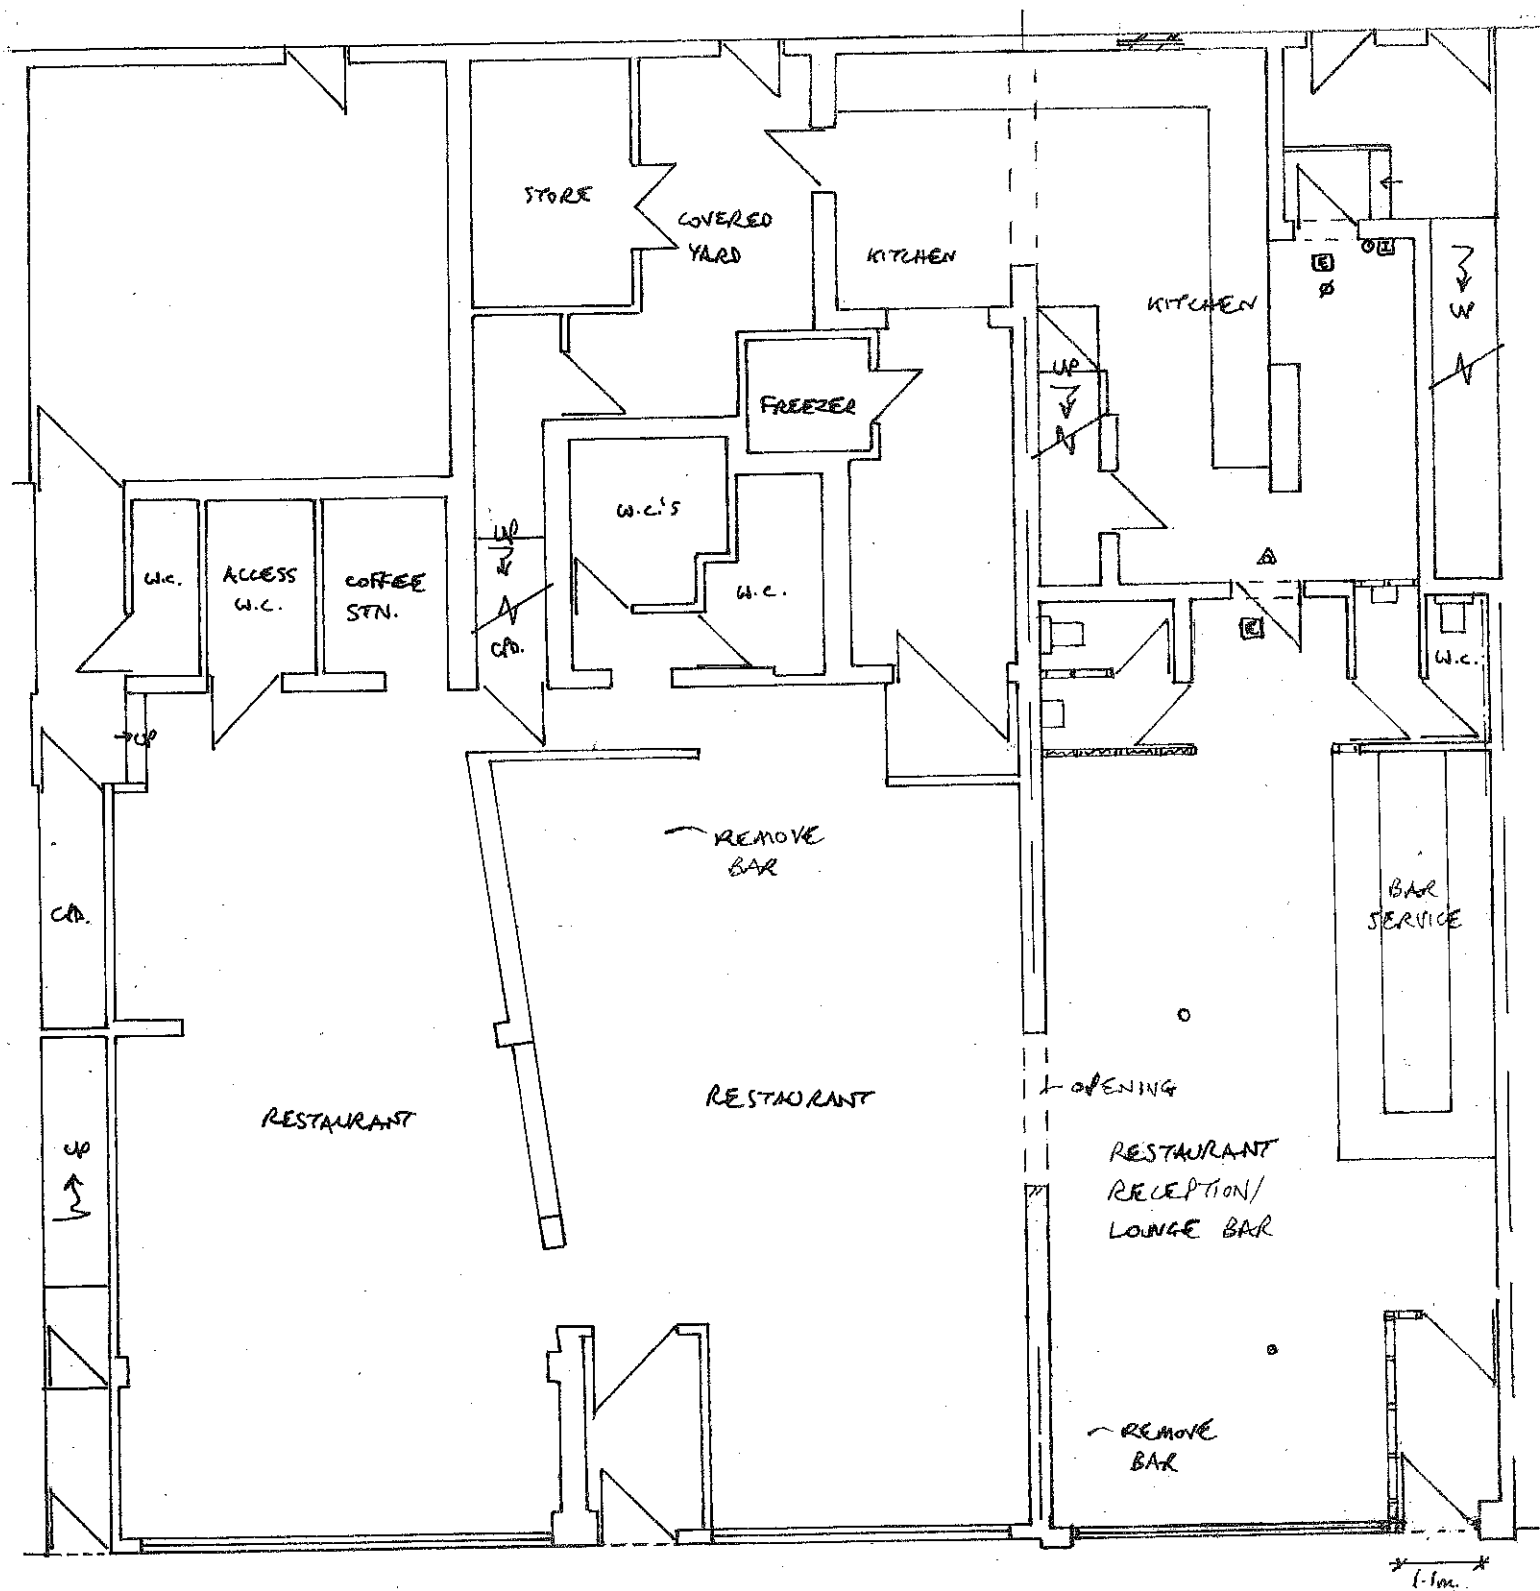 STORE
COVERED
YARD
KITCHEN
KITCHEN
E
I
UP
UP
FREEZER
W.C.'S
UP
CPD.
W.C.
ACCESS
W.C.
COFFEE
STN.
W.C.
E
W.C.
UP
REMOVE
BAR
CPD.
BAR
SERVICE
RESTAURANT
RESTAURANT
OPENING
UP
RESTAURANT
RECEPTION/
LOUNGE BAR
REMOVE
BAR
1.1m.